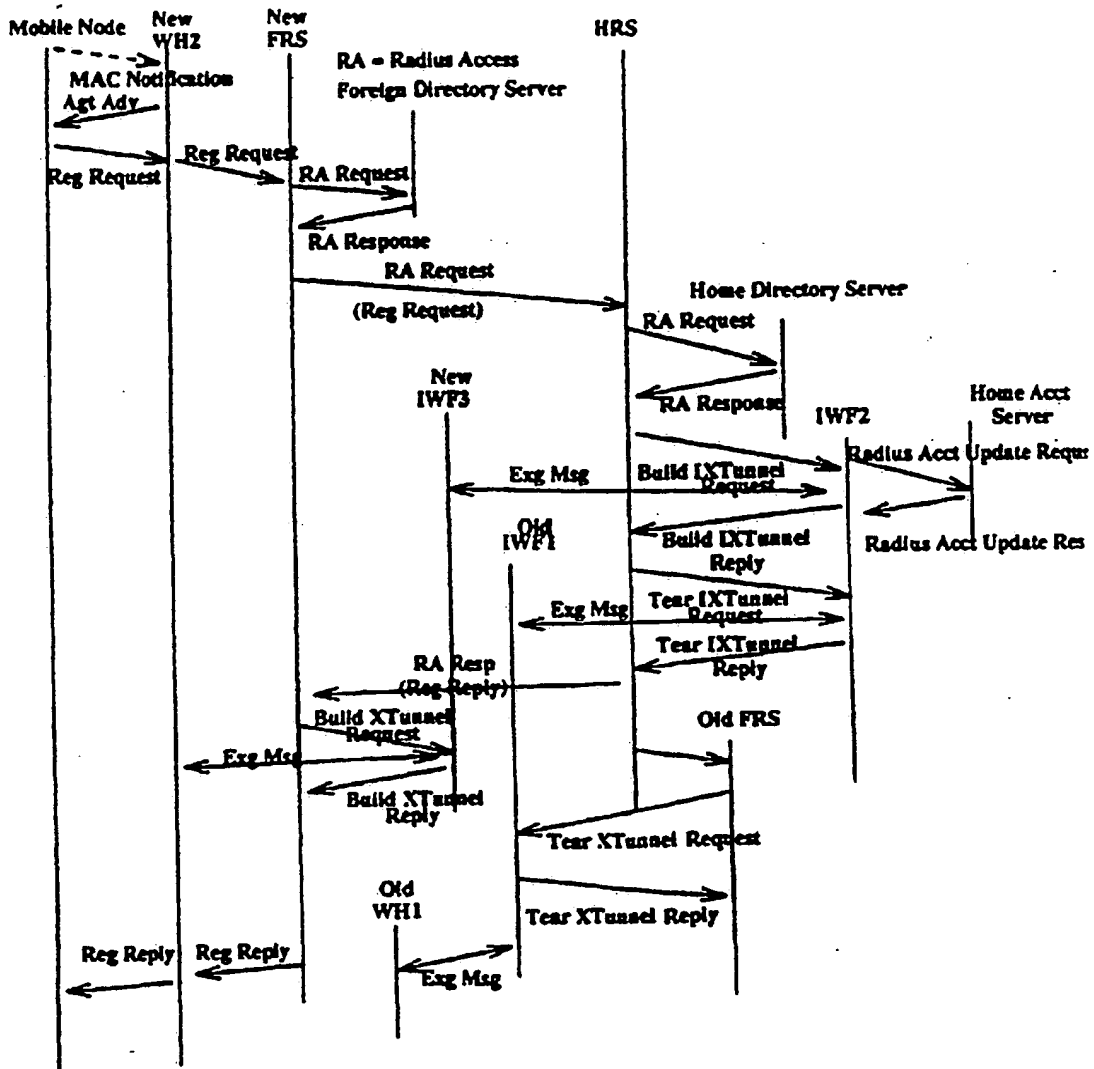 Mobile Node
New
WH2
New
FRS
HRS
RA = Radius Access
Foreign Directory Server
MAC Notification
Agt Adv
Reg Request
Reg Request
RA Request
RA Response
RA Request
(Reg Request)
Home Directory Server
RA Request
RA Response
New
IWF3
IWF2
Home Acct
Server
Radius Acct Update Requ
Exg Msg
Build IXTunnel
Request
Old
IWF1
Build IXTunnel
Reply
Radius Acct Update Res
Exg Msg
Tear IXTunnel
Request
Tear IXTunnel
Reply
RA Resp
(Reg Reply)
Build XTunnel
Request
Old FRS
Exg Msg
Build XTunnel
Reply
Tear XTunnel Request
Old
WH1
Tear XTunnel Reply
Reg Reply
Reg Reply
Exg Msg